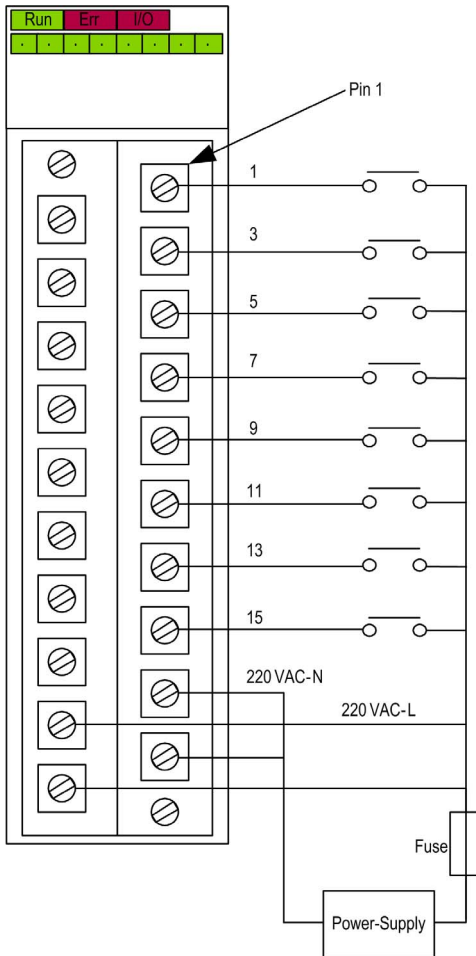 Run Err I/O
Pin 1
1
3
5
7
9
11
13
15
220 VAC-N
220 VAC-L
Fuse
Power-Supply